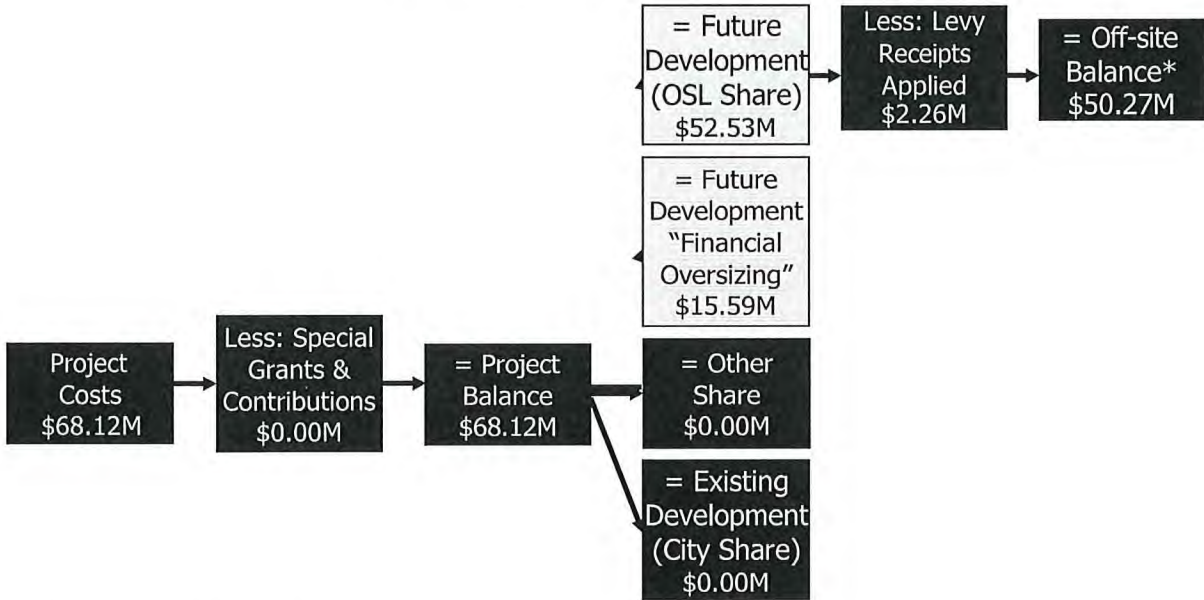 Project
Costs
$68.12M
Less: Special
Grants &
Contributions
$0.00M
= Project
Balance
$68.12M
= Future
Development
(OSL Share)
$52.53M
Less: Levy
Receipts
Applied
$2.26M
= Off-site
Balance*
$50.27M
= Future
Development
“Financial
Oversizing”
$15.59M
= Other
Share
$0.00M
= Existing
Development
(City Share)
$0.00M